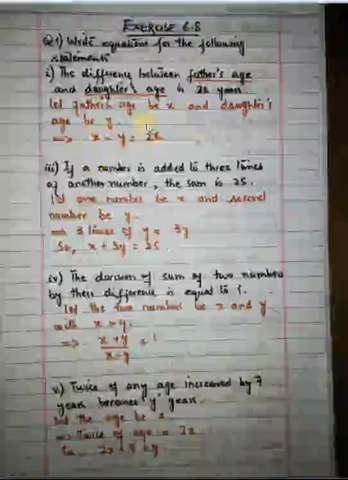 EXERCISE 6.8
Q#1) Write equations for the following
statements
i) The difference between father's age
and daughter's age is 26 years.
Let father's age be x and daughter's
age be y.
=> x - y = 26
iii) If a number is added to three times
of another number, the sum is 25.
Let one number be x and second
number be y.
=> 3 times of y = 3y
So, x + 3y = 25
iv) The division of sum of two numbers
by their difference is equal to 1.
Let the two number be x and y
with x > y.
=> x + y / x - y = 1
v) Twice of any age increased by 7
years becomes 'y' years
Let the age be x
=> Twice of age = 2x
So 2x + 7 = y